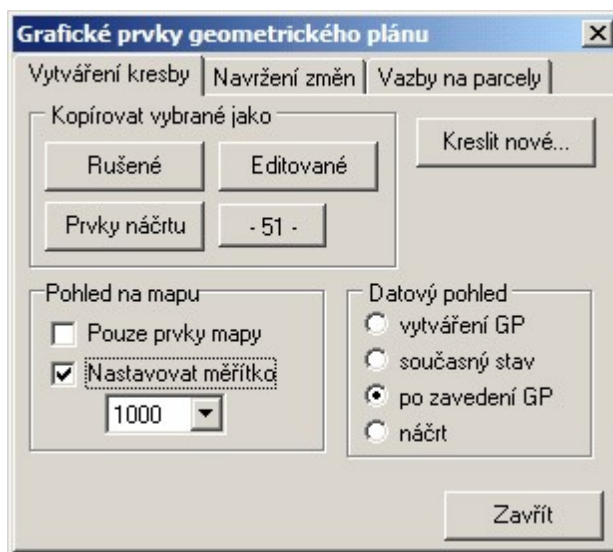 Grafické prvky geometrického plánu
Vytváření kresby Navržení změn Vazby na parcely
Kopírovat vybrané jako
Rušené Editované
Kreslit nové...
Prvky náčrtu - 51 -
Pohled na mapu
Pouze prvky mapy
Nastavovat měřítko
1000
Datový pohled
vytváření GP
současný stav
po zavedení GP
náčrt
Zavřít